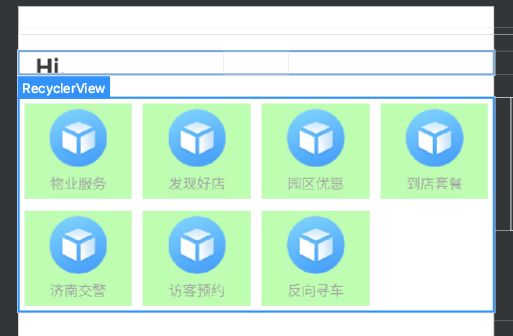 Hi
RecyclerView
物业服务
发现好店
园区优惠
到店套餐
济南交警
访客预约
反向寻车